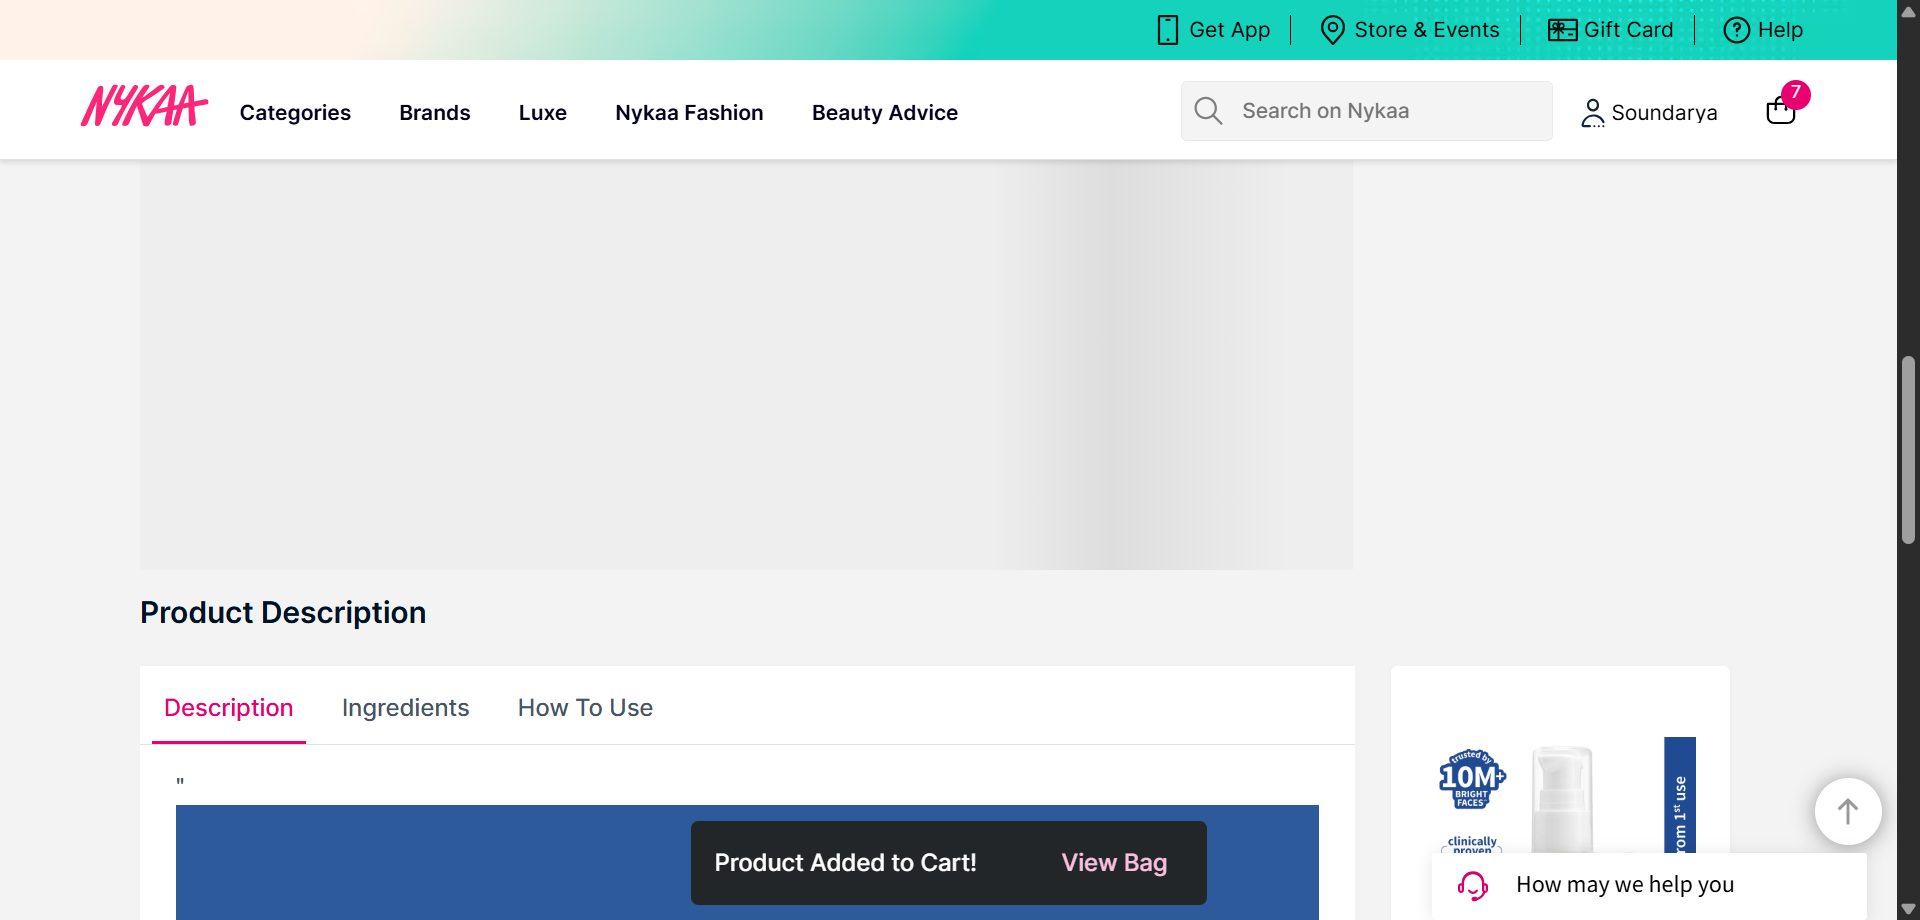 Get App
Store & Events
Gift Card
Help
NYKAA
Categories
Brands
Luxe
Nykaa Fashion
Beauty Advice
Search on Nykaa
Soundarya
7
Product Description
Description
Ingredients
How To Use
"
trusted by
10M+
BRIGHT
FACES
clinically
proven
rom 1st use
Product Added to Cart!
View Bag
How may we help you